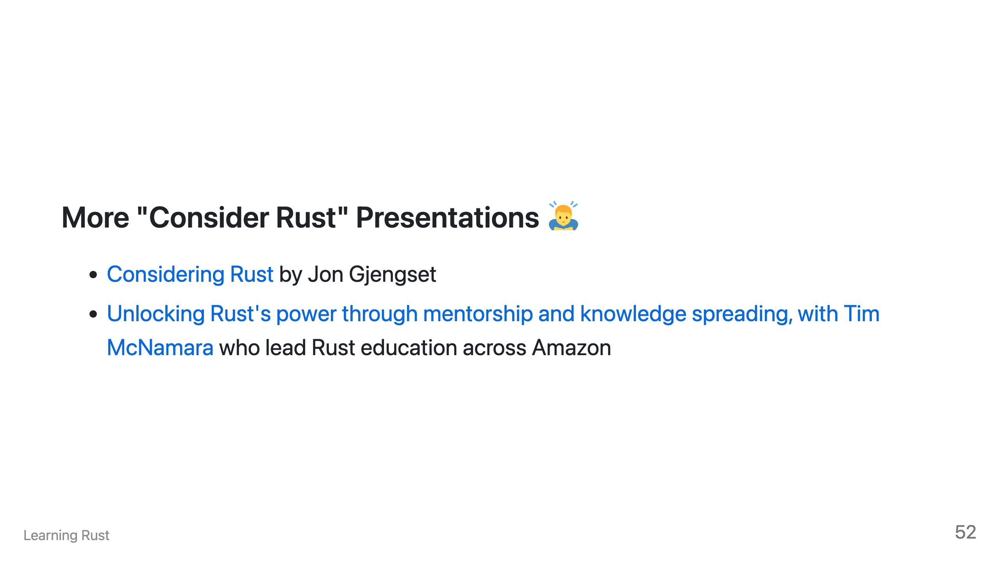 More "Consider Rust" Presentations 🙇‍♂️
• Considering Rust by Jon Gjengset
• Unlocking Rust's power through mentorship and knowledge spreading, with Tim
McNamara who lead Rust education across Amazon
Learning Rust
52